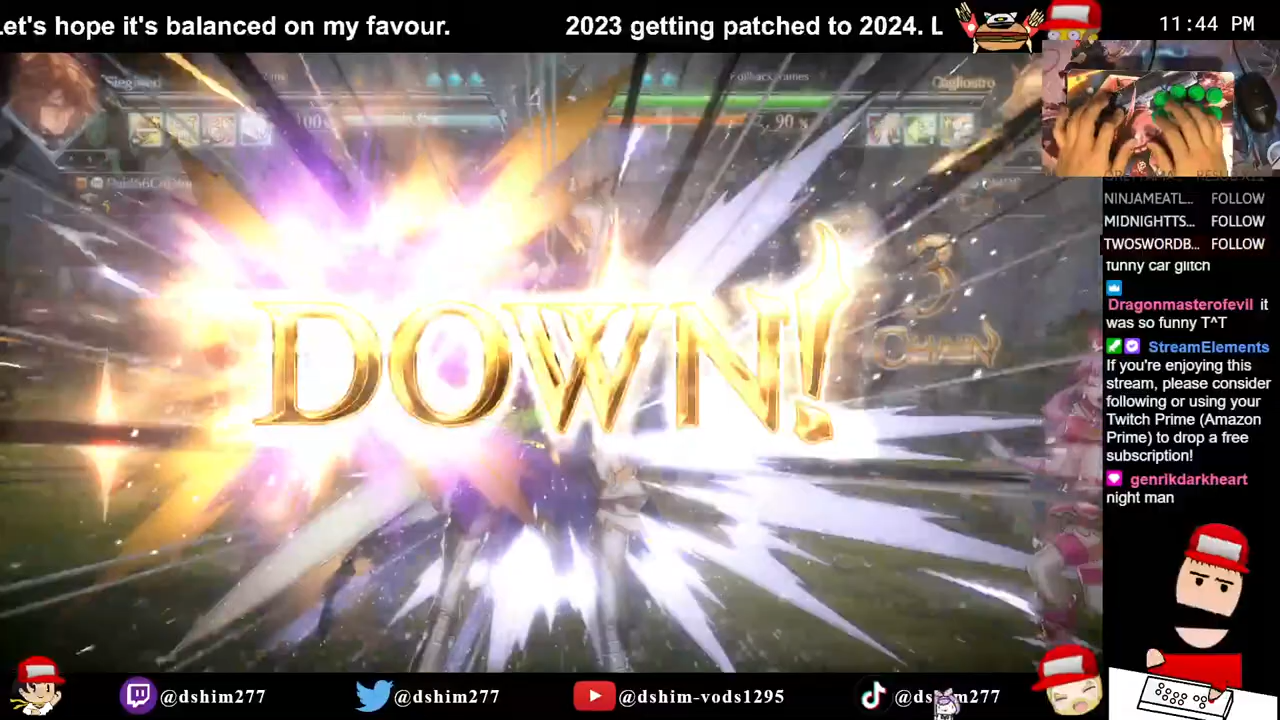 Let's hope it's balanced on my favour. 2023 getting patched to 2024. L
11:44 PM
Siegfried
Rollback Frames
Cagliostro
100%
90 %
DOWN!
3
CHAIN
NINJAMEATL... FOLLOW
MIDNIGHTTS... FOLLOW
TWOSWORDB... FOLLOW
funny car glitch
Dragonmasterofevil it
was so funny T^T
StreamElements
If you're enjoying this
stream, please consider
following or using your
Twitch Prime (Amazon
Prime) to drop a free
subscription!
genrlkdarkheart
night man
@dshim277
@dshim277
@dshim-vods1295